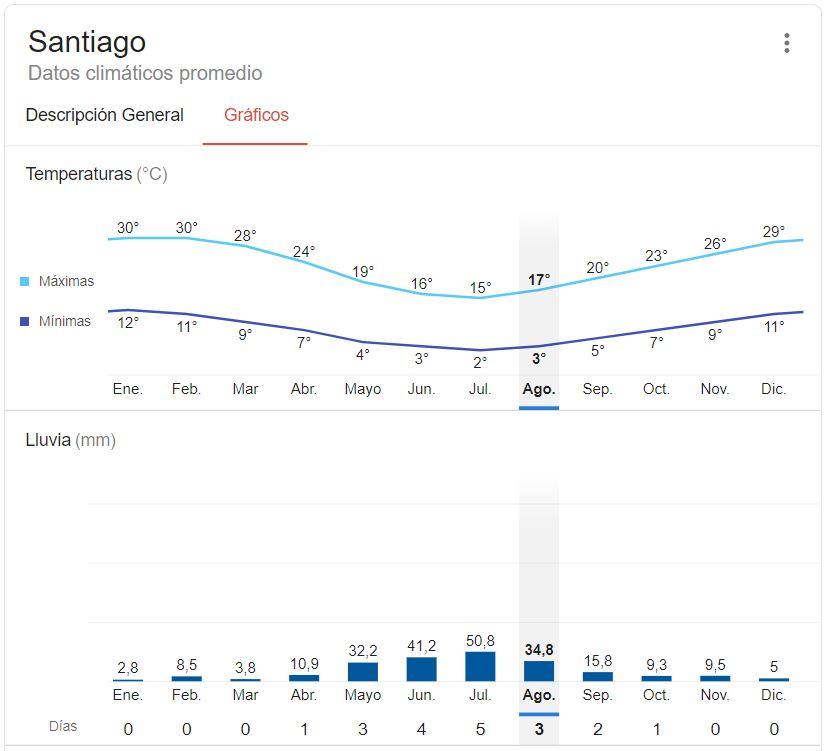 Santiago
Datos climáticos promedio
Descripción General Gráficos
Temperaturas (°C)
30° 30° 28° 24° 19° 16° 15° 17° 20° 23° 26° 29°
Máximas
Mínimas
12° 11° 9° 7° 4° 3° 2° 3° 5° 7° 9° 11°
Ene. Feb. Mar Abr. Mayo Jun. Jul. Ago. Sep. Oct. Nov. Dic.
Lluvia (mm)
2,8 8,5 3,8 10,9 32,2 41,2 50,8 34,8 15,8 9,3 9,5 5
Ene. Feb. Mar Abr. Mayo Jun. Jul. Ago. Sep. Oct. Nov. Dic.
Días 0 0 0 1 3 4 5 3 2 1 0 0